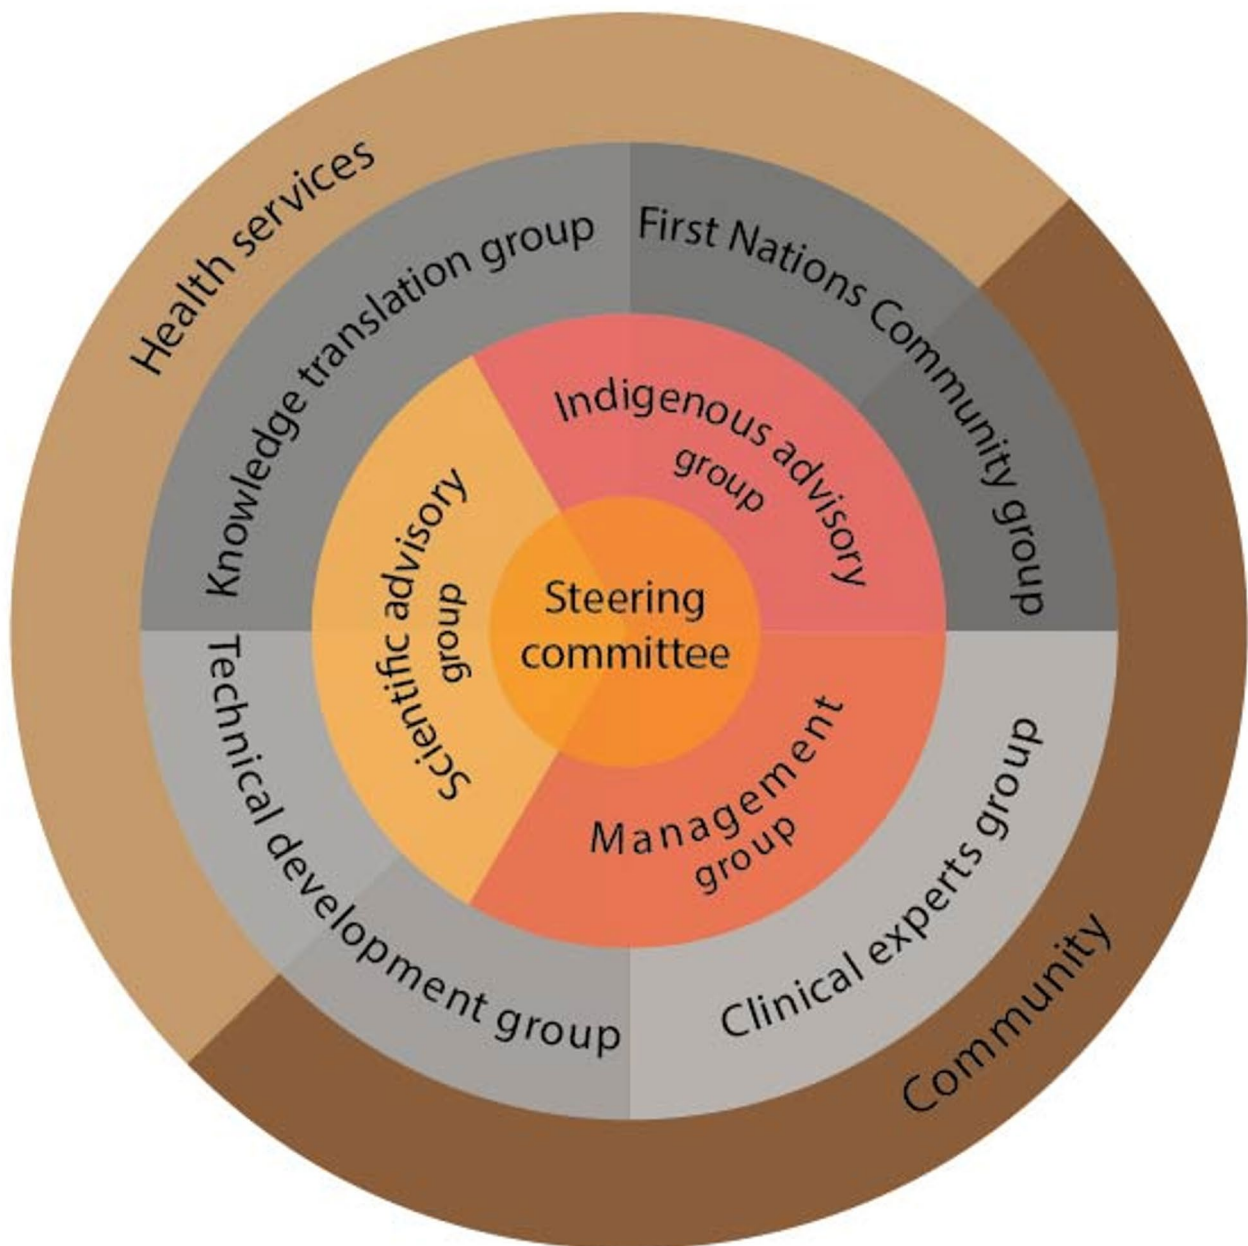 Health services
Knowledge translation group
First Nations Community group
Indigenous advisory
group
Scientific advisory
group
Steering
committee
Management
group
Technical development group
Clinical experts group
Community